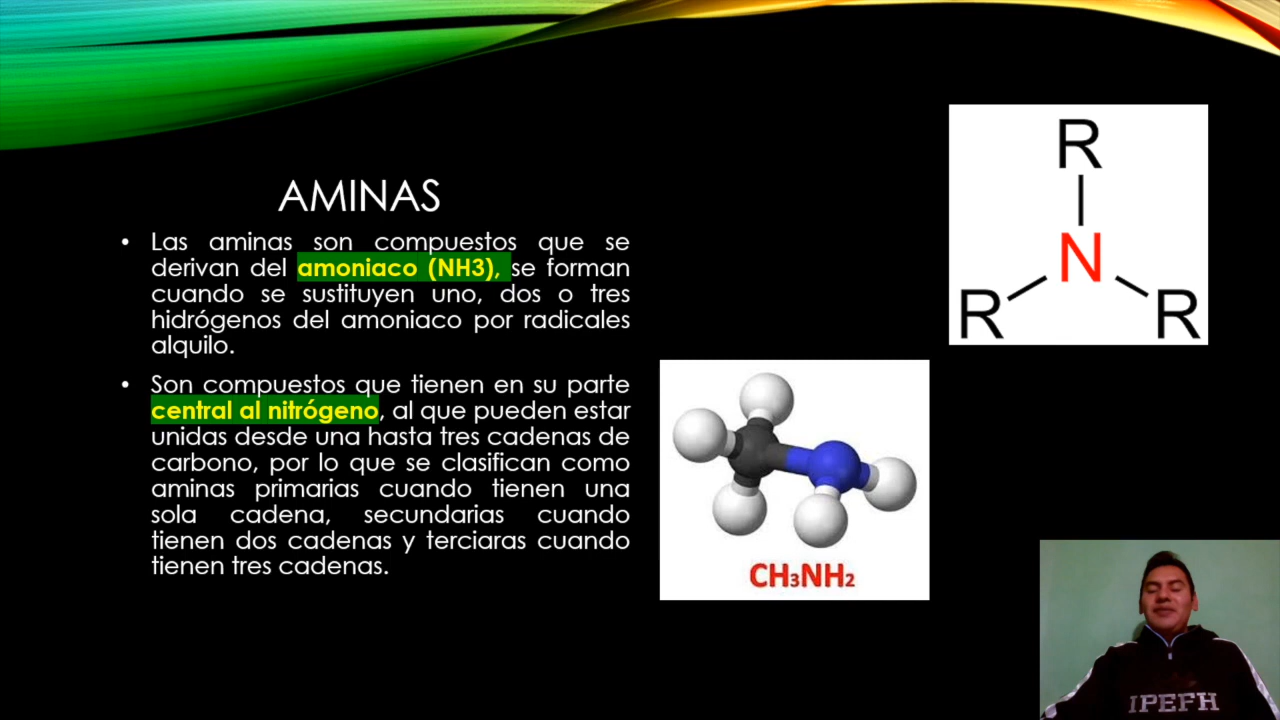 AMINAS
• Las aminas son compuestos que se
derivan del amoniaco (NH3), se forman
cuando se sustituyen uno, dos o tres
hidrógenos del amoniaco por radicales
alquilo.
• Son compuestos que tienen en su parte
central al nitrógeno, al que pueden estar
unidas desde una hasta tres cadenas de
carbono, por lo que se clasifican como
aminas primarias cuando tienen una
sola cadena, secundarias cuando
tienen dos cadenas y terciaras cuando
tienen tres cadenas.
R
N
R R
CH₃NH₂
IPEFH